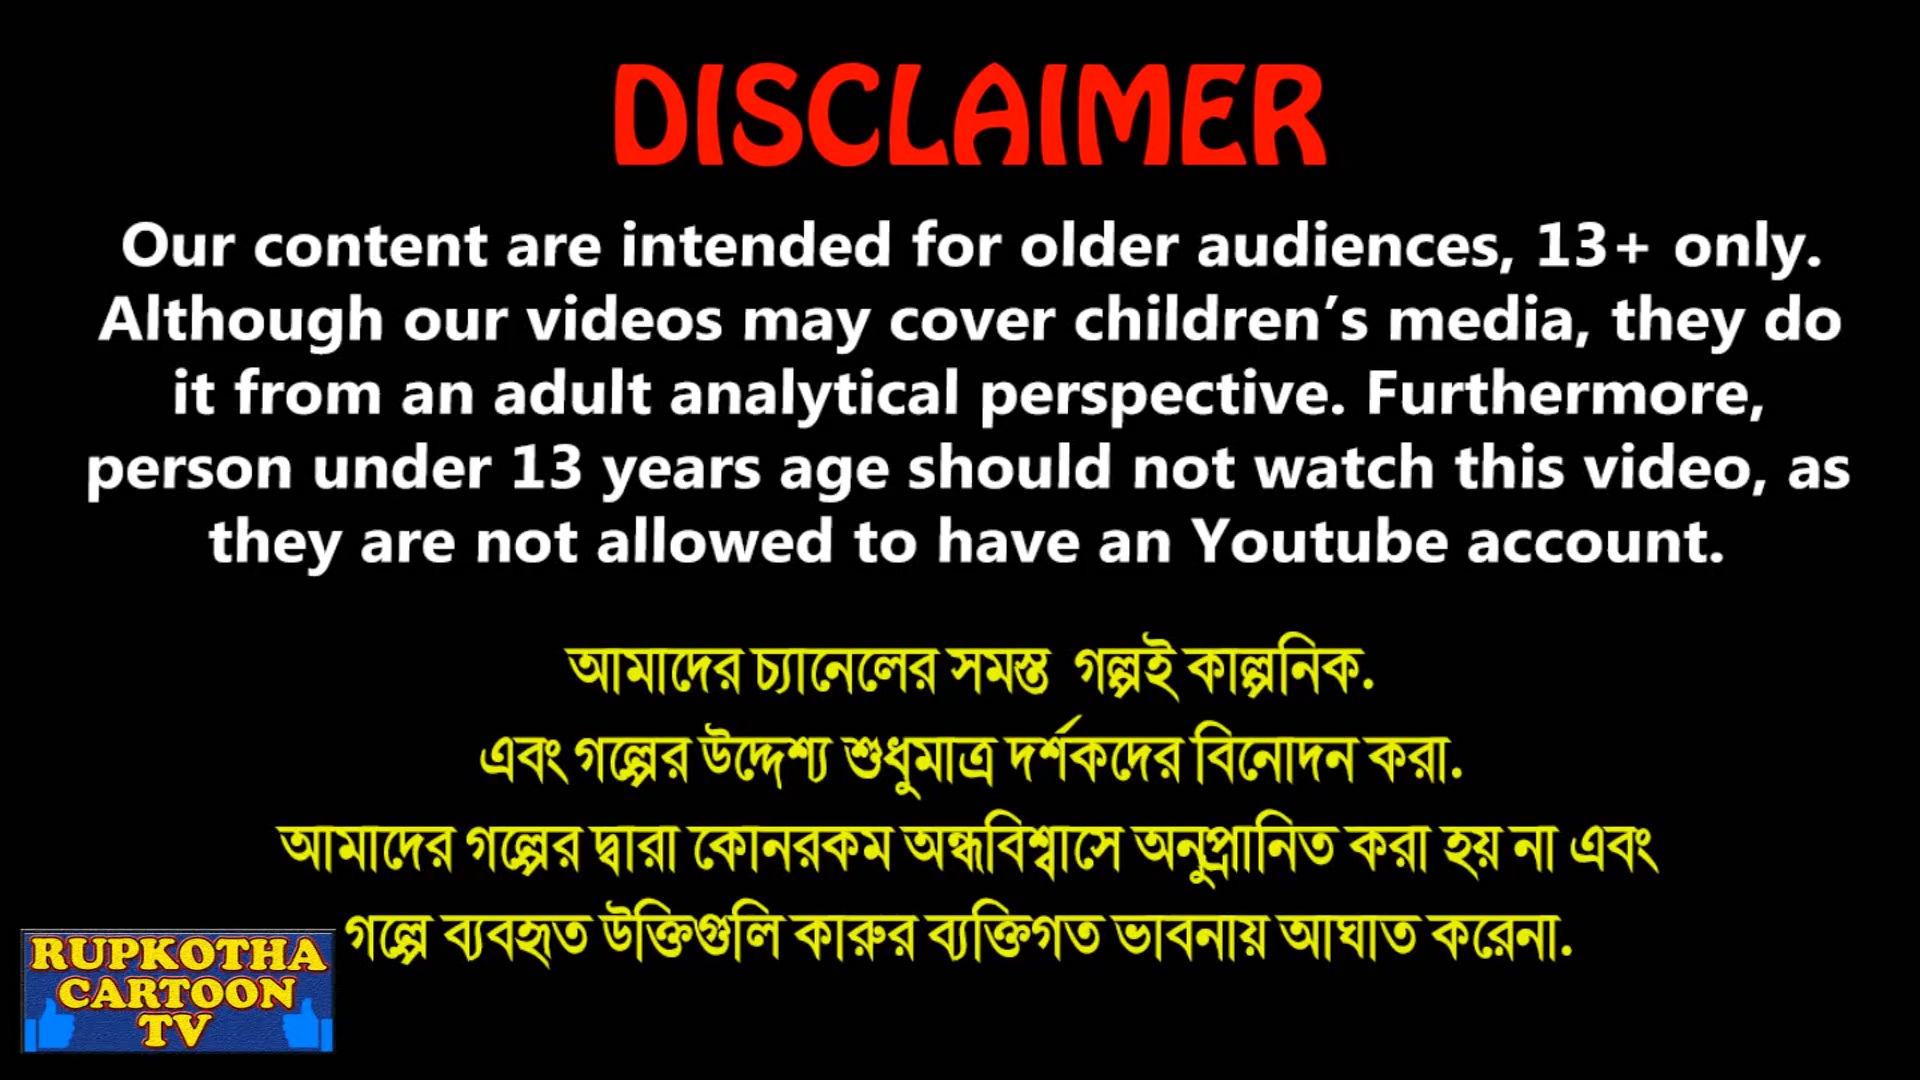 DISCLAIMER
Our content are intended for older audiences, 13+ only.
Although our videos may cover children’s media, they do
it from an adult analytical perspective. Furthermore,
person under 13 years age should not watch this video, as
they are not allowed to have an Youtube account.
আমাদের চ্যানেলের সমস্ত গল্পই কাল্পনিক.
এবং গল্পের উদ্দেশ্য শুধুমাত্র দর্শকদের বিনোদন করা.
আমাদের গল্পের দ্বারা কোনরকম অন্ধবিশ্বাসে অনুপ্রানিত করা হয় না এবং
গল্পে ব্যবহৃত উক্তিগুলি কারুর ব্যক্তিগত ভাবনায় আঘাত করেনা.
RUPKOTHA
CARTOON
TV